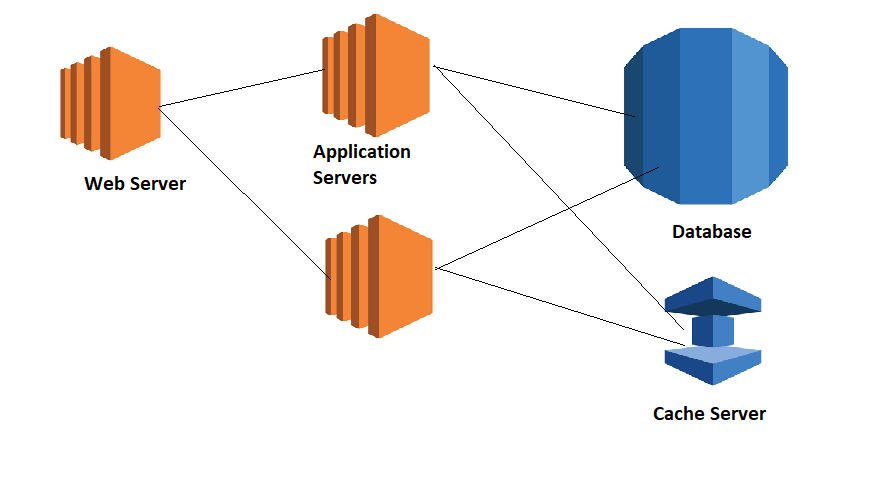 Web Server
Application
Servers
Database
Cache Server